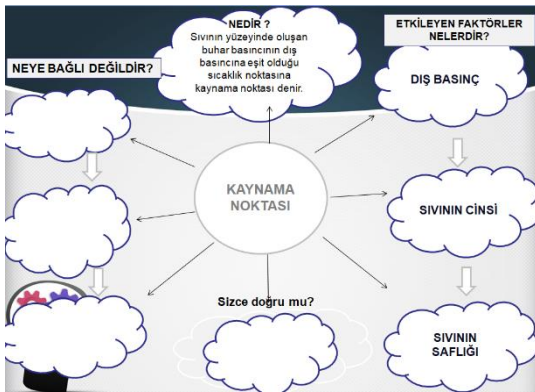 NEDİR ?
Sıvının yüzeyinde oluşan
buhar basıncının dış
basıncına eşit olduğu
sıcaklık noktasına
kaynama noktası denir.
ETKİLEYEN FAKTÖRLER
NELERDİR?
NEYE BAĞLI DEĞİLDİR?
DIŞ BASINÇ
KAYNAMA
NOKTASI
SIVININ CİNSİ
Sizce doğru mu?
SIVININ
SAFLIĞI